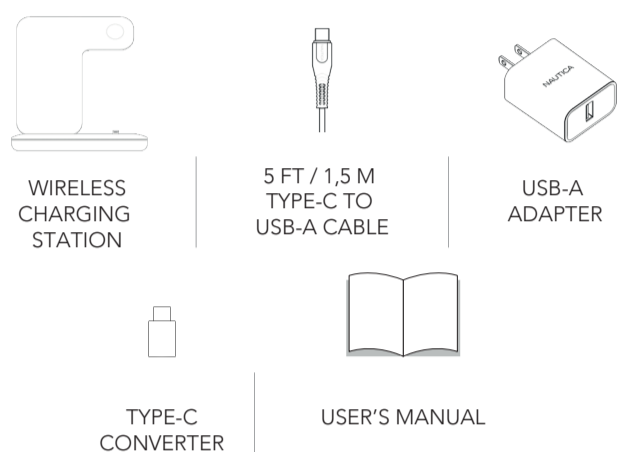 NAUTICA
WIRELESS
CHARGING
STATION
5 FT / 1,5 M
TYPE-C TO
USB-A CABLE
USB-A
ADAPTER
TYPE-C
CONVERTER
USER'S MANUAL